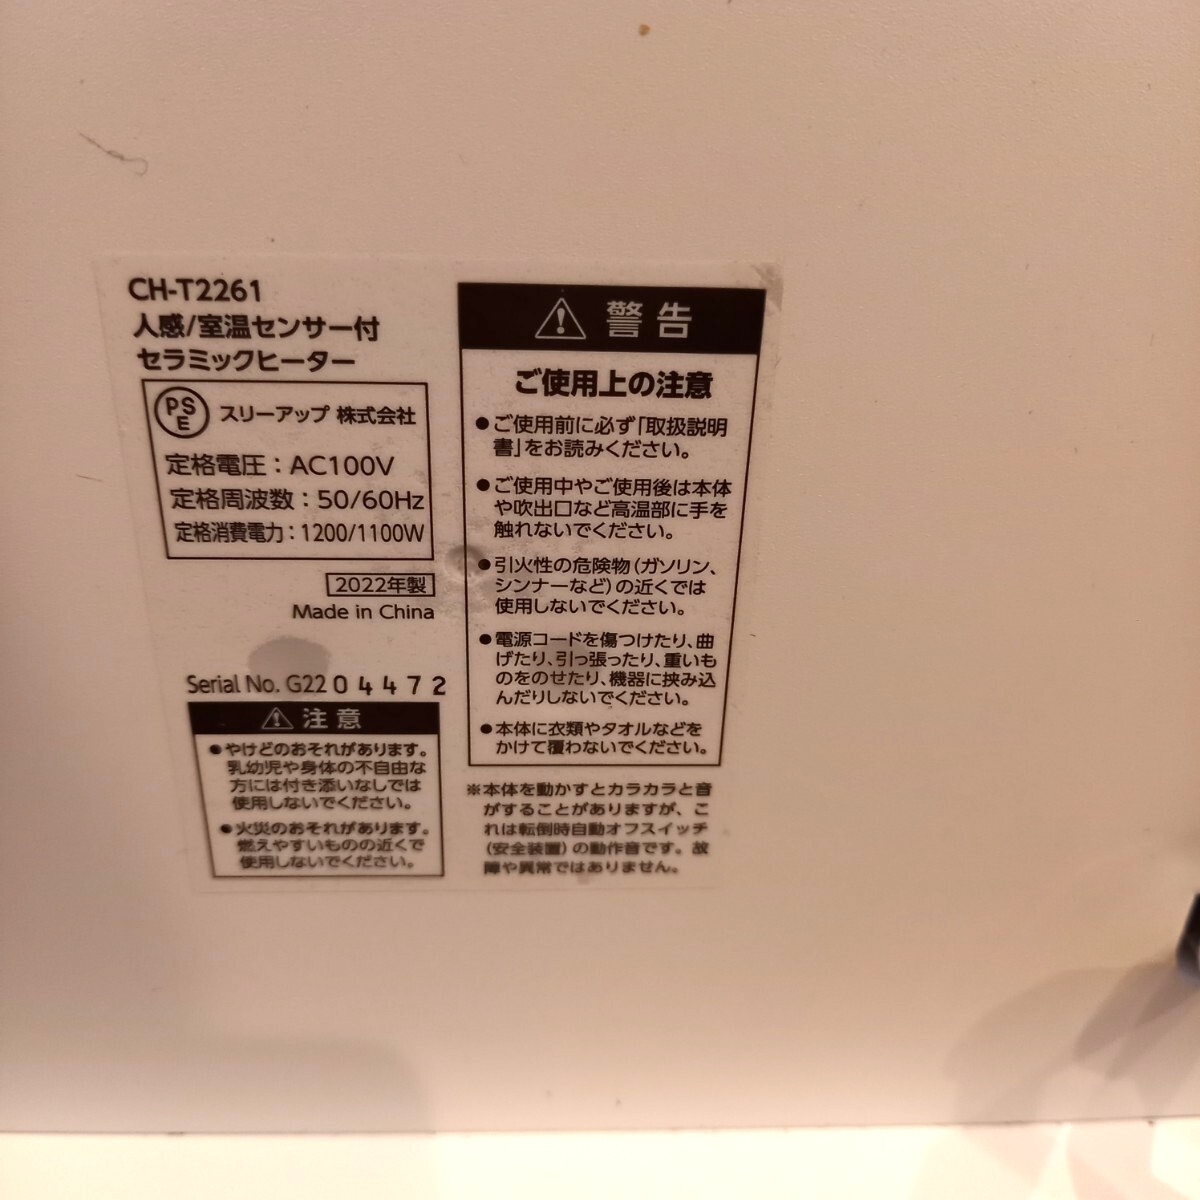 CH-T2261
人感/室温センサー付
セラミックヒーター
PS
E
スリーアップ 株式会社
定格電圧：AC100V
定格周波数：50/60Hz
定格消費電力：1200/1100W
2022年製
Made in China
Serial No. G2204472
⚠注意
●やけどのおそれがあります。
乳幼児や身体の不自由な
方には付き添いなしでは
使用しないでください。
●火災のおそれがあります。
燃えやすいものの近くで
使用しないでください。
⚠警告
ご使用上の注意
●ご使用前に必ず「取扱説明
書」をお読みください。
●ご使用中やご使用後は本体
や吹出口など高温部に手を
触れないでください。
●引火性の危険物（ガソリン、
シンナーなど）の近くでは
使用しないでください。
●電源コードを傷つけたり、曲
げたり、引っ張ったり、重いも
のをのせたり、機器に挟み込
んだりしないでください。
●本体に衣類やタオルなどを
かけて覆わないでください。
※本体を動かすとカラカラと音
がすることがありますが、こ
れは転倒時自動オフスイッチ
（安全装置）の動作音です。故
障や異常ではありません。